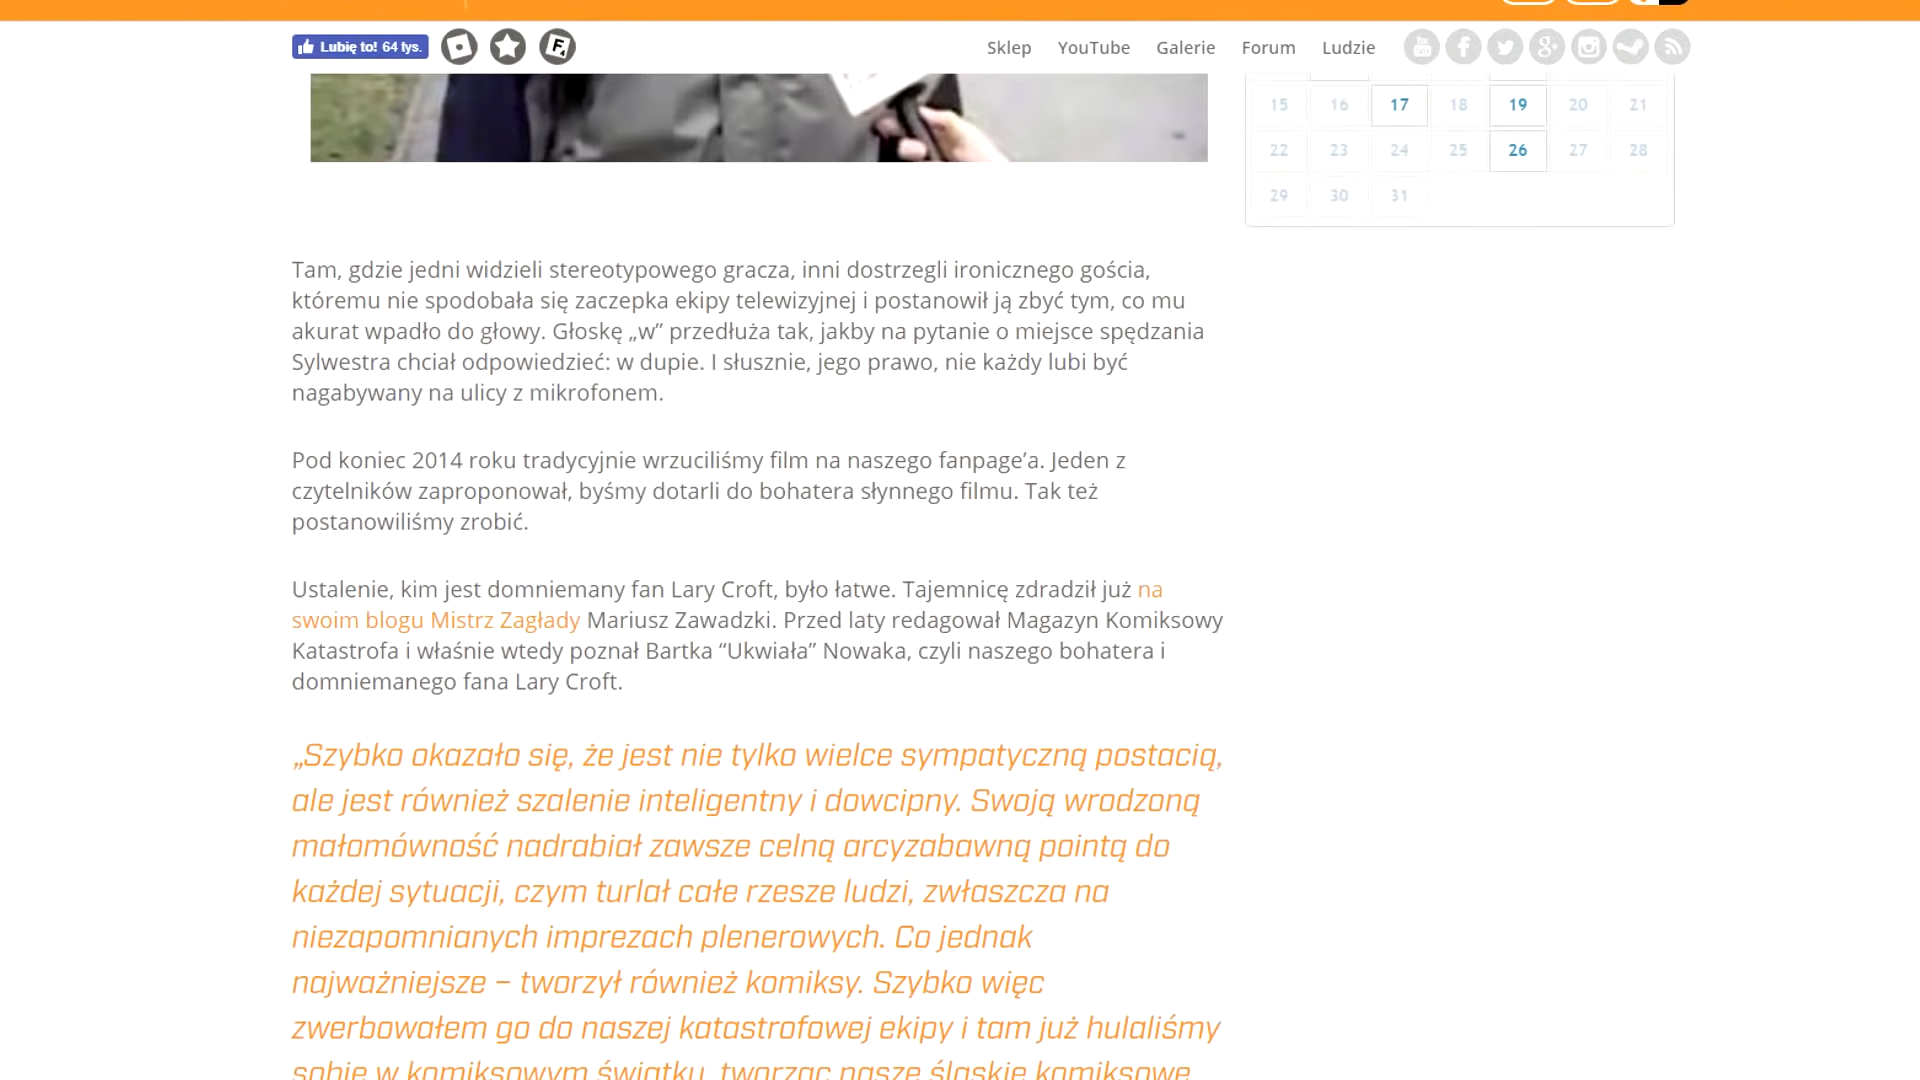 Lubię to! 64 tys.
Sklep YouTube Galerie Forum Ludzie
15 16 17 18 19 20 21
22 23 24 25 26 27 28
29 30 31
Tam, gdzie jedni widzieli stereotypowego gracza, inni dostrzegli ironicznego gościa,
któremu nie spodobała się zaczepka ekipy telewizyjnej i postanowił ją zbyć tym, co mu
akurat wpadło do głowy. Głoskę „w” przedłuża tak, jakby na pytanie o miejsce spędzania
Sylwestra chciał odpowiedzieć: w dupie. I słusznie, jego prawo, nie każdy lubi być
nagabywany na ulicy z mikrofonem.
Pod koniec 2014 roku tradycyjnie wrzuciliśmy film na naszego fanpage’a. Jeden z
czytelników zaproponował, byśmy dotarli do bohatera słynnego filmu. Tak też
postanowiliśmy zrobić.
Ustalenie, kim jest domniemany fan Lary Croft, było łatwe. Tajemnicę zdradził już na
swoim blogu Mistrz Zagłady Mariusz Zawadzki. Przed laty redagował Magazyn Komiksowy
Katastrofa i właśnie wtedy poznał Bartka “Ukwiała” Nowaka, czyli naszego bohatera i
domniemanego fana Lary Croft.
„Szybko okazało się, że jest nie tylko wielce sympatyczną postacią,
ale jest również szalenie inteligentny i dowcipny. Swoją wrodzoną
małomówność nadrabiał zawsze celną arcyzabawną pointą do
każdej sytuacji, czym turlał całe rzesze ludzi, zwłaszcza na
niezapomnianych imprezach plenerowych. Co jednak
najważniejsze – tworzył również komiksy. Szybko więc
zwerbowałem go do naszej katastrofowej ekipy i tam już hulaliśmy
sobie w komiksowym światku, tworząc nasze śląskie komiksowe